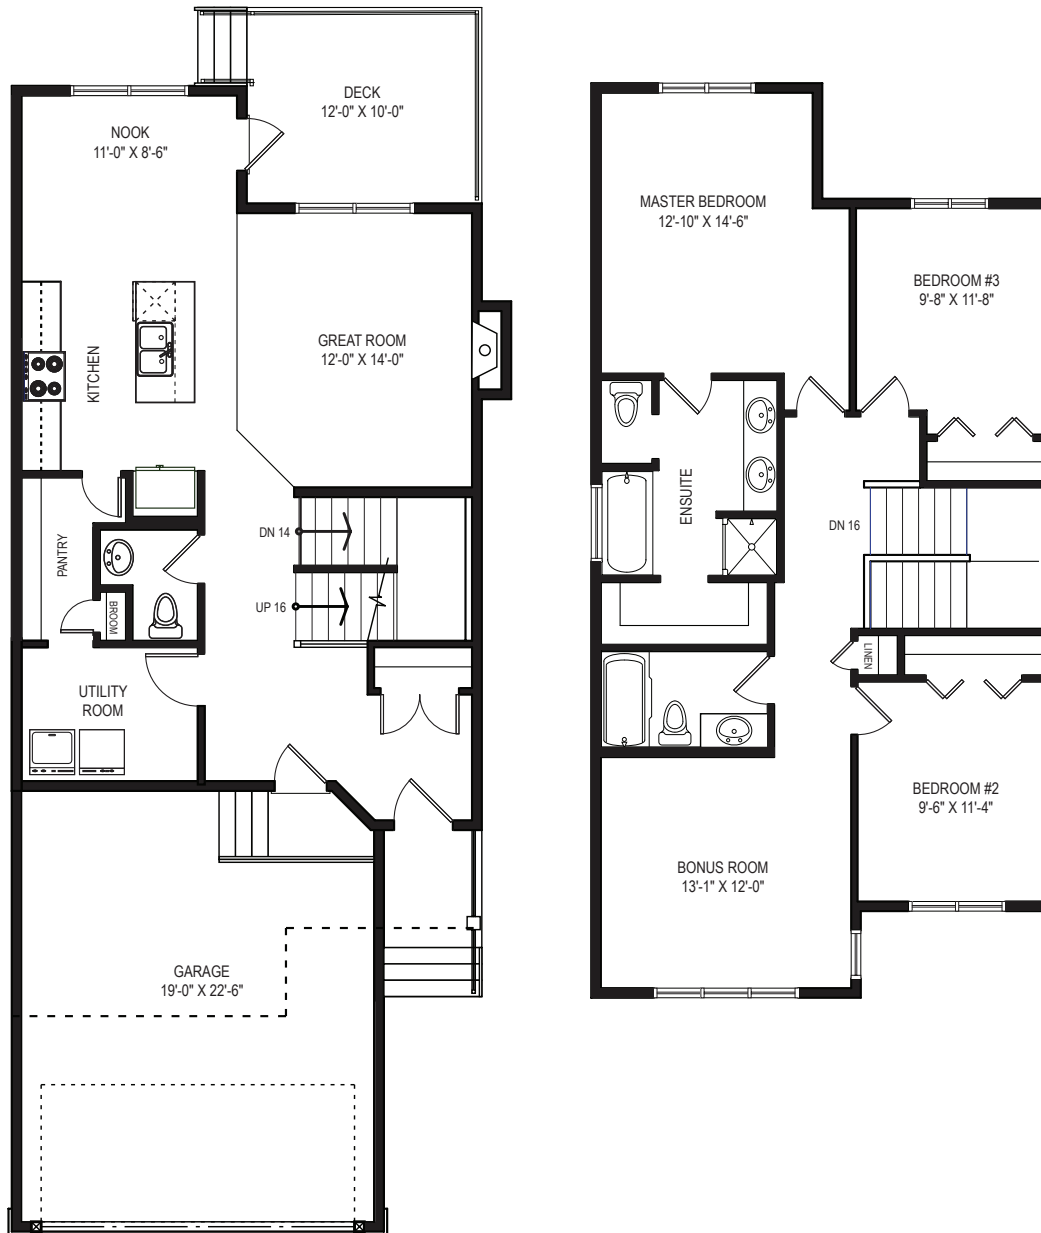 DECK
12'-0" X 10'-0"
NOOK
11'-0" X 8'-6"
GREAT ROOM
12'-0" X 14'-0"
KITCHEN
DN 14
PANTRY
UP 16
BROOM
UTILITY
ROOM
GARAGE
19'-0" X 22'-6"
MASTER BEDROOM
12'-10" X 14'-6"
BEDROOM #3
9'-8" X 11'-8"
ENSUITE
DN 16
LINEN
BEDROOM #2
9'-6" X 11'-4"
BONUS ROOM
13'-1" X 12'-0"